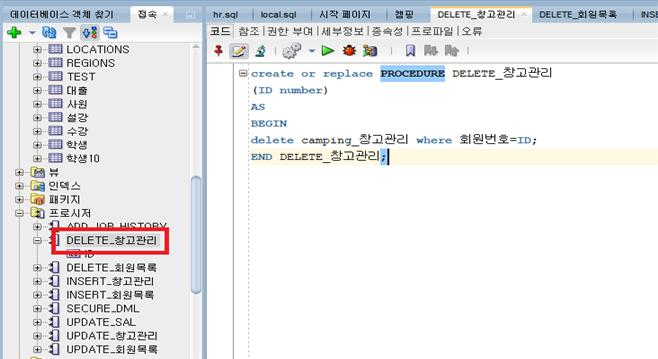 데이터베이스 객체 찾기
접속
LOCATIONS
REGIONS
TEST
대출
사원
설강
수강
학생
학생10
뷰
인덱스
패키지
프로시저
ADD_JOB_HISTORY
DELETE_창고관리
ID
DELETE_회원목록
INSERT_창고관리
INSERT_회원목록
SECURE_DML
UPDATE_SAL
UPDATE_창고관리
UPDATE_회원목록
hr.sql
local.sql
시작 페이지
캠핑
DELETE_창고관리
DELETE_회원목록
INSE
코드 참조 권한 부여 세부정보 종속성 프로파일 오류
create or replace PROCEDURE DELETE_창고관리
(ID number)
AS
BEGIN
delete camping_창고관리 where 회원번호=ID;
END DELETE_창고관리;